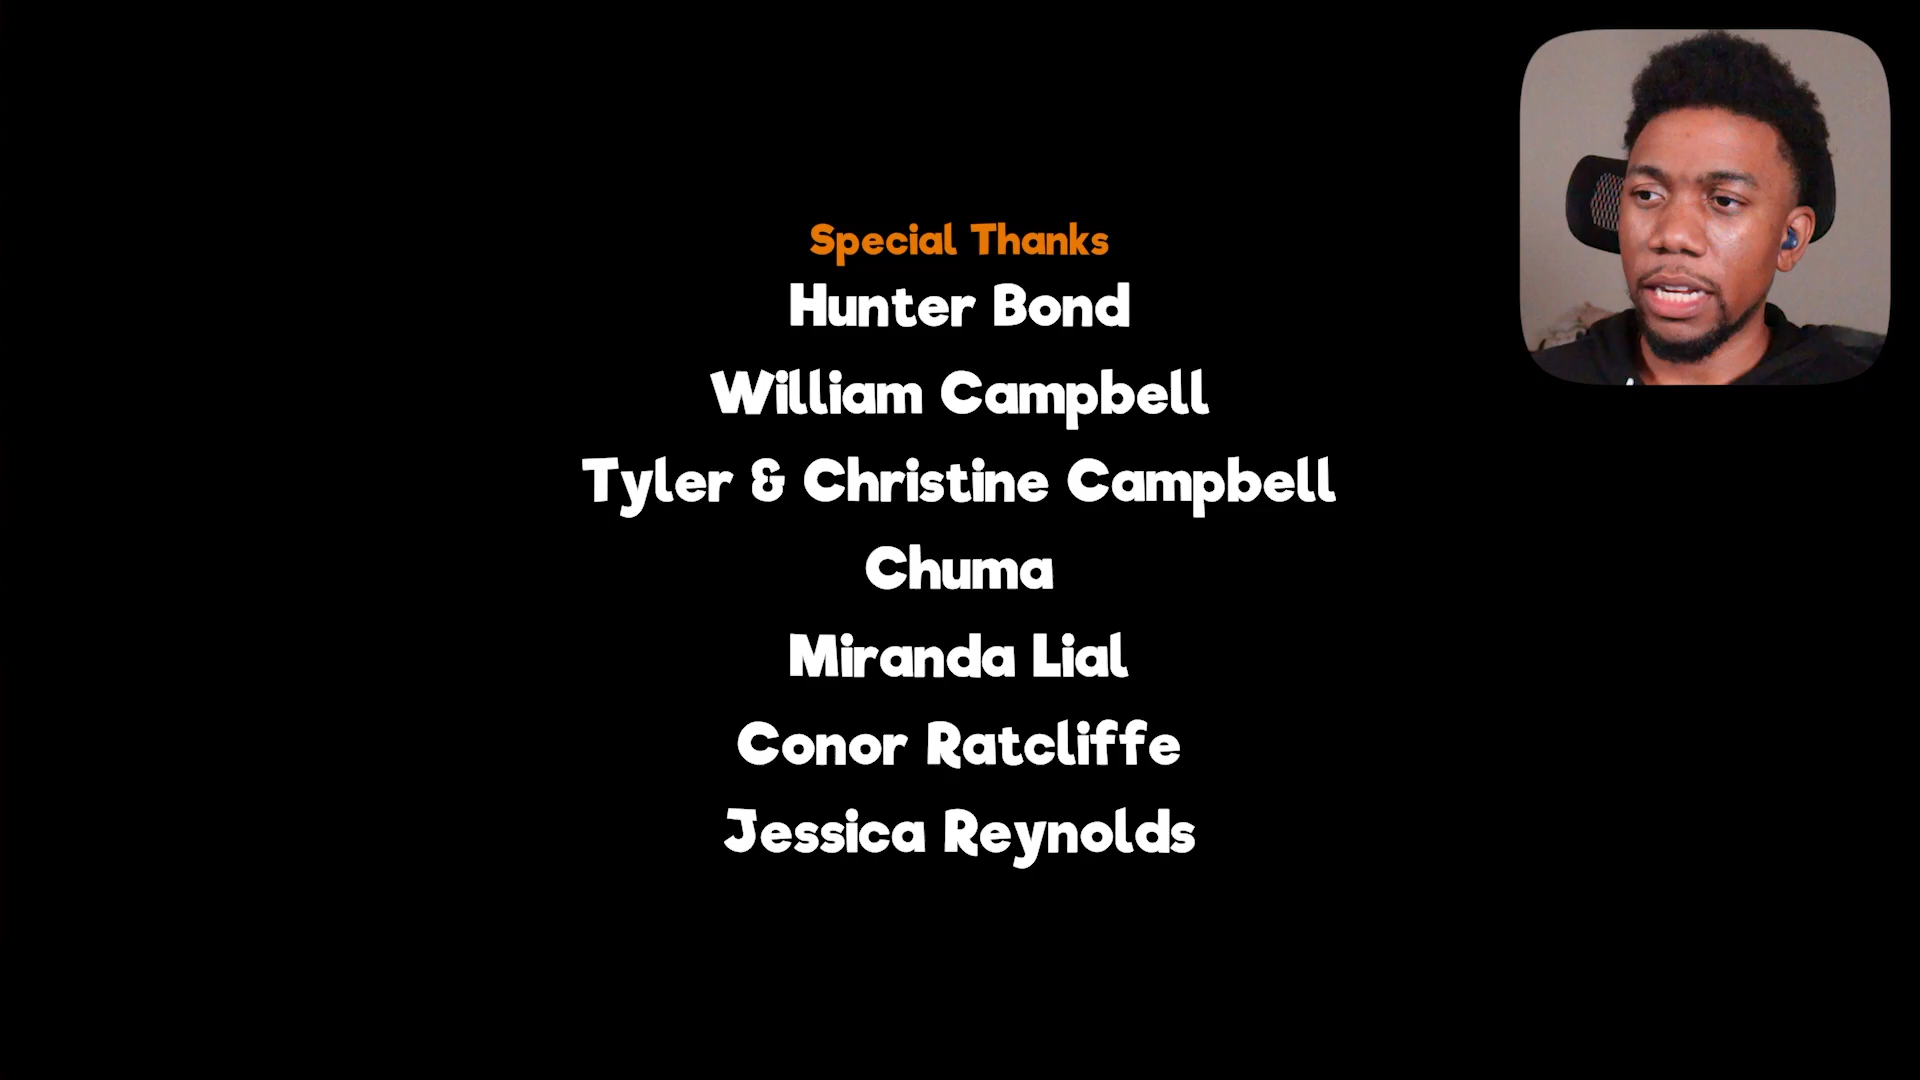 Special Thanks
Hunter Bond
William Campbell
Tyler & Christine Campbell
Chuma
Miranda Lial
Conor Ratcliffe
Jessica Reynolds